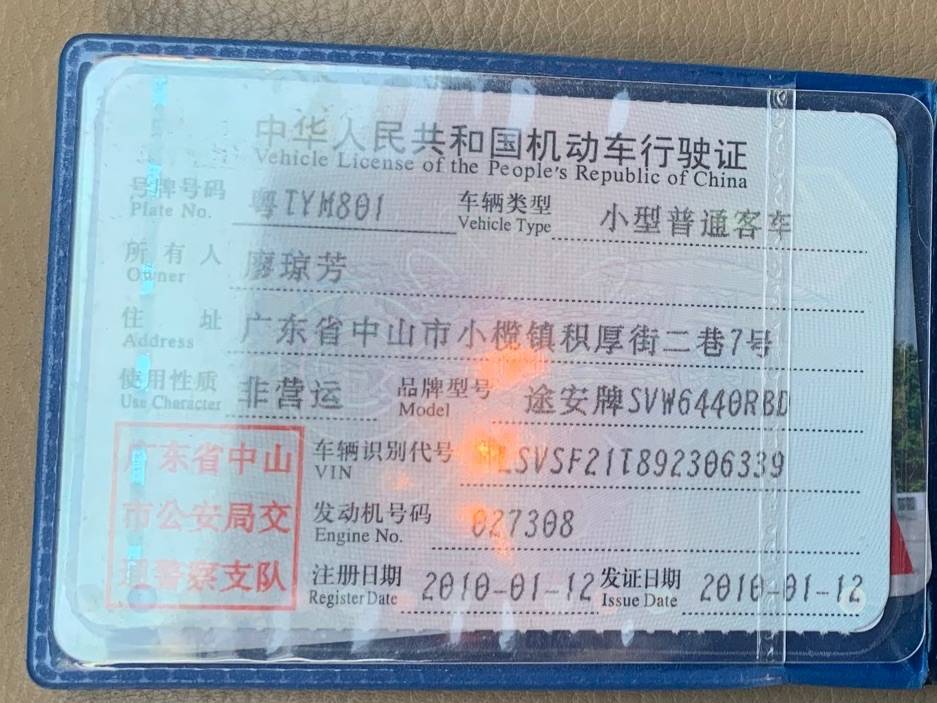 中华人民共和国机动车行驶证
Vehicle License of the People's Republic of China
号牌号码 粤TYM801 车辆类型 小型普通客车
Plate No. Vehicle Type
所有人 廖琼芳
Owner
住址 广东省中山市小榄镇积厚街二巷7号
Address
使用性质 非营运 品牌型号 途安牌SVW6440RBD
Use Character Model
广东省中山
市公安局交
通警察支队
车辆识别代号 LSVSF21T892306339
VIN
发动机号码 027308
Engine No.
注册日期 2010-01-12 发证日期 2010-01-12
Register Date Issue Date